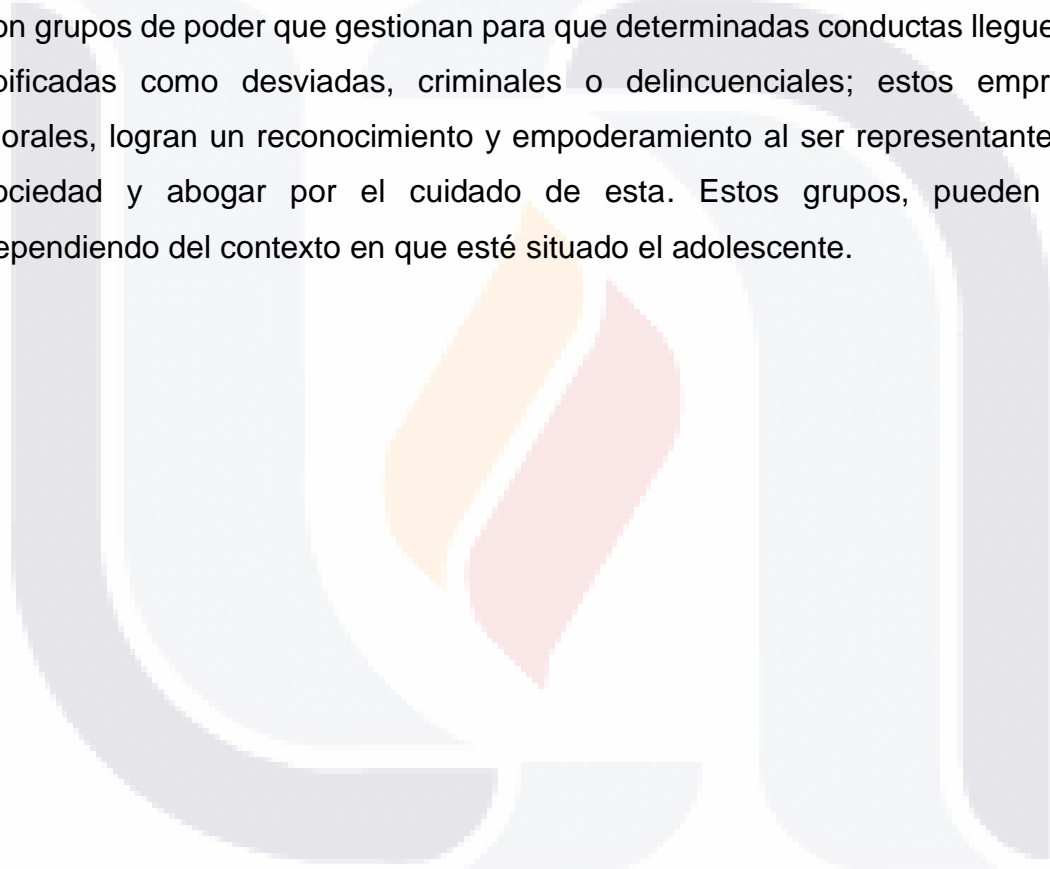 on grupos de poder que gestionan para que determinadas conductas llegue
pificadas como desviadas, criminales o delincuenciales; estos empr
orales, logran un reconocimiento y empoderamiento al ser representante
ociedad y abogar por el cuidado de esta. Estos grupos, pueden
ependiendo del contexto en que esté situado el adolescente.